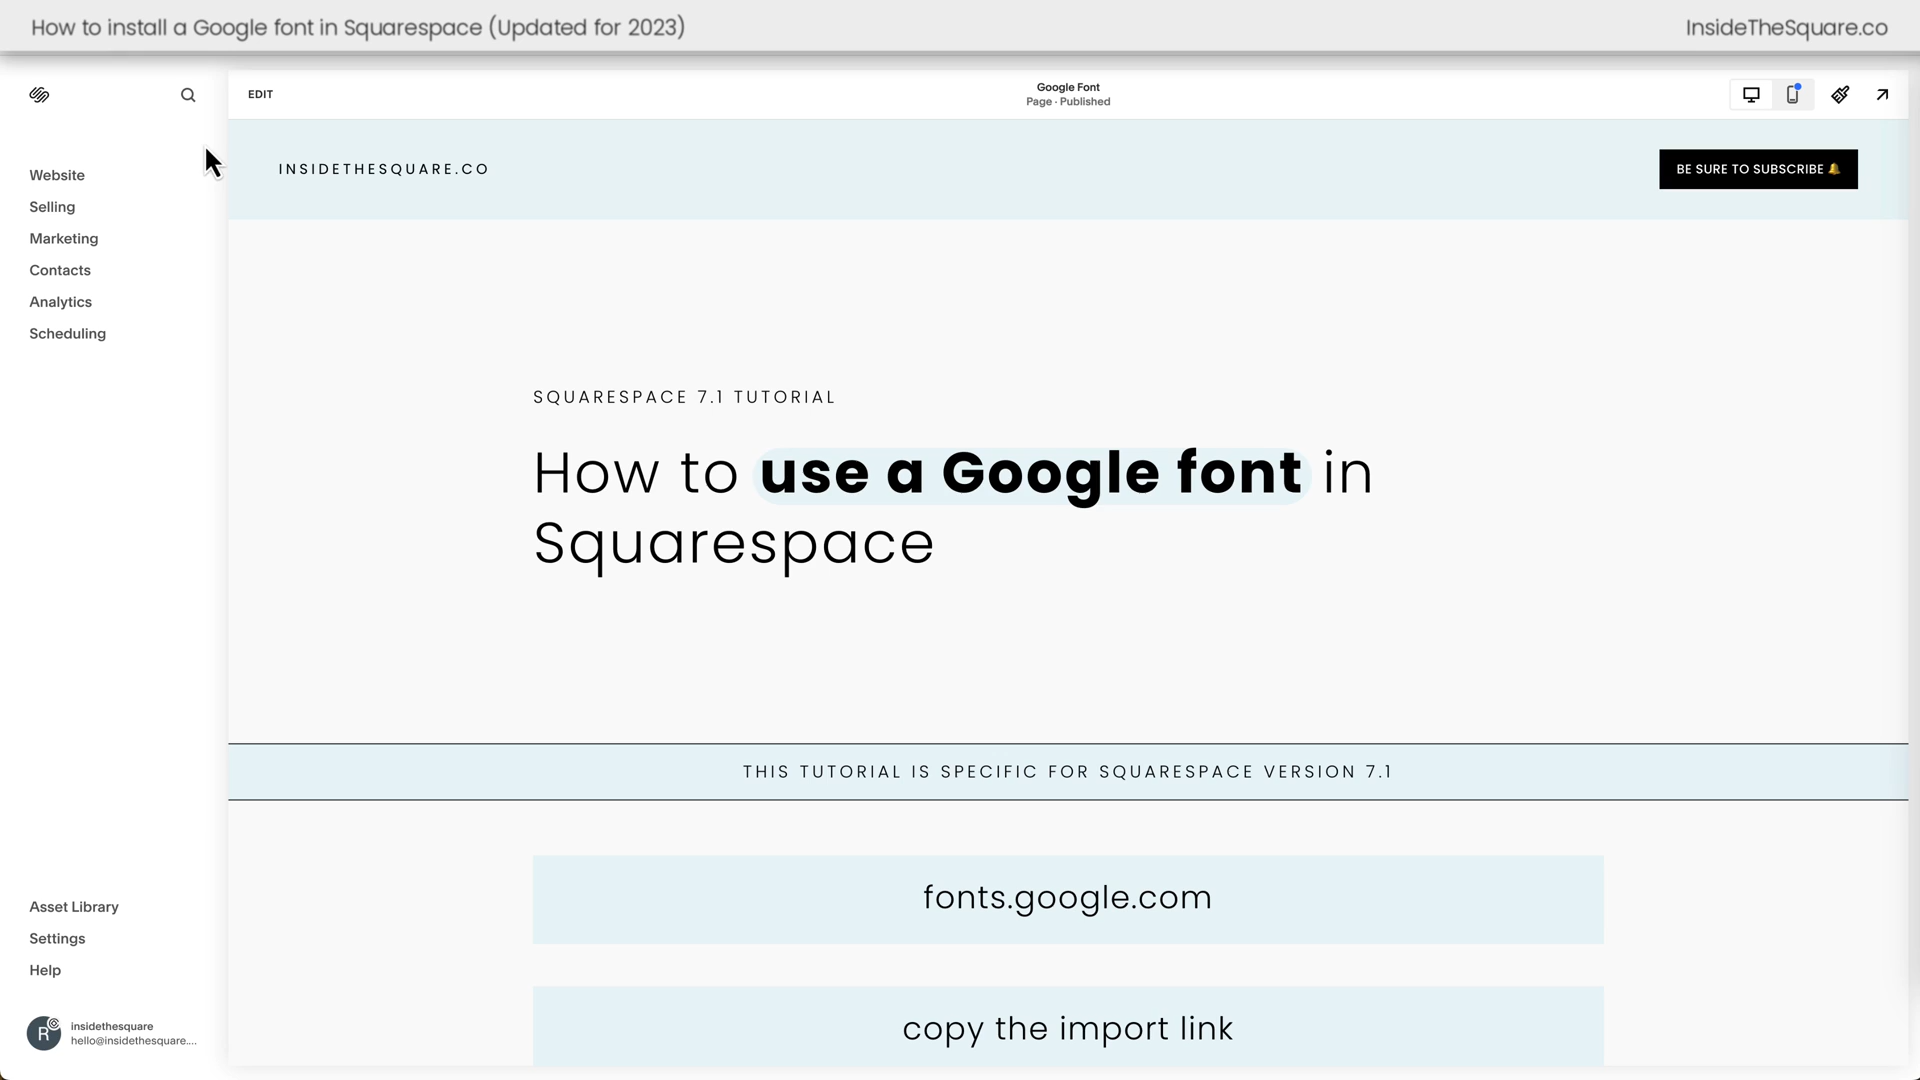 How to install a Google font in Squarespace (Updated for 2023)
InsideTheSquare.co
EDIT
Google Font
Page · Published
Website
Selling
Marketing
Contacts
Analytics
Scheduling
INSIDETHESQUARE.CO
BE SURE TO SUBSCRIBE 🔔
SQUARESPACE 7.1 TUTORIAL
How to use a Google font in
Squarespace
THIS TUTORIAL IS SPECIFIC FOR SQUARESPACE VERSION 7.1
fonts.google.com
copy the import link
Asset Library
Settings
Help
R
insidethesquare
hello@insidethesquare....